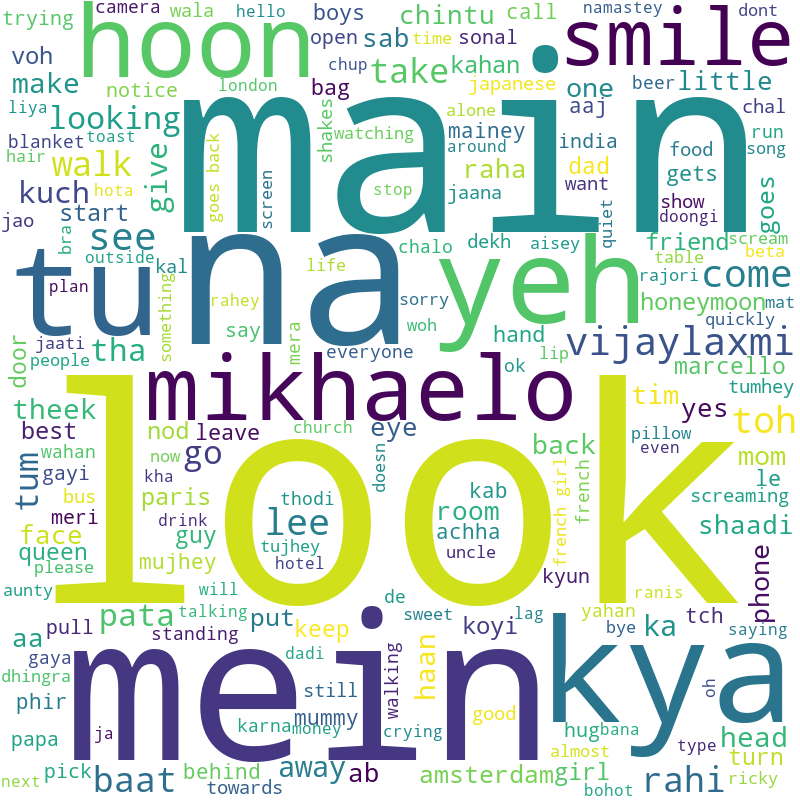 trying
camera
wala
hello
boys
chintu
call
namastey
dont
hoon
smile
voh
open
sab
sonal
chup
time
make
notice
london
bag
take
kahan
japanese
one
beer
little
liya
looking
main
alone
aaj
chal
blanket
toast
shakes
watching
mainey
around
india
run
song
hair
hota
walk
give
goes back
screen
stop
raha
dad
food
gets
kuch
jaana
want
show
doongi
goes
jao
start
bra
see
quiet
friend
scream
outside
tu
na
chalo
dekh
aisey
yeh
table
beta
kal
life
rajori
come
plan
something
rahey
sorry
honeymoon
mat
jaati
tha
say
mera
woh
hand
quickly
door
people
everyone
ok
lip
vijaylaxmi
marcello
theek
mikhaelo
tim
yes
tumhey
toh
best
nod
leave
church
eye
back
pillow
even
wahan
now
go
doesn
mom
tum
gayi
kha
look
french girl
french
le
bus
paris
thodi
kab
screaming
meri
drink
lee
room
face
guy
achha
shaadi
queen
tujhey
uncle
please
mujhey
hotel
kyun
phone
aunty
will
de
ranis
pata
talking
sweet
lag
yahan
tch
pull
standing
put
keep
koyi
bye
ka
saying
aa
gaya
mein
dadi
haan
walking
kya
oh
dhingra
still
good
phir
karna
mummy
money
crying
hug
bana
head
papa
ja
almost
type
turn
next
pick
baat
behind
away
ab
amsterdam
girl
rahi
ricky
towards
bohot